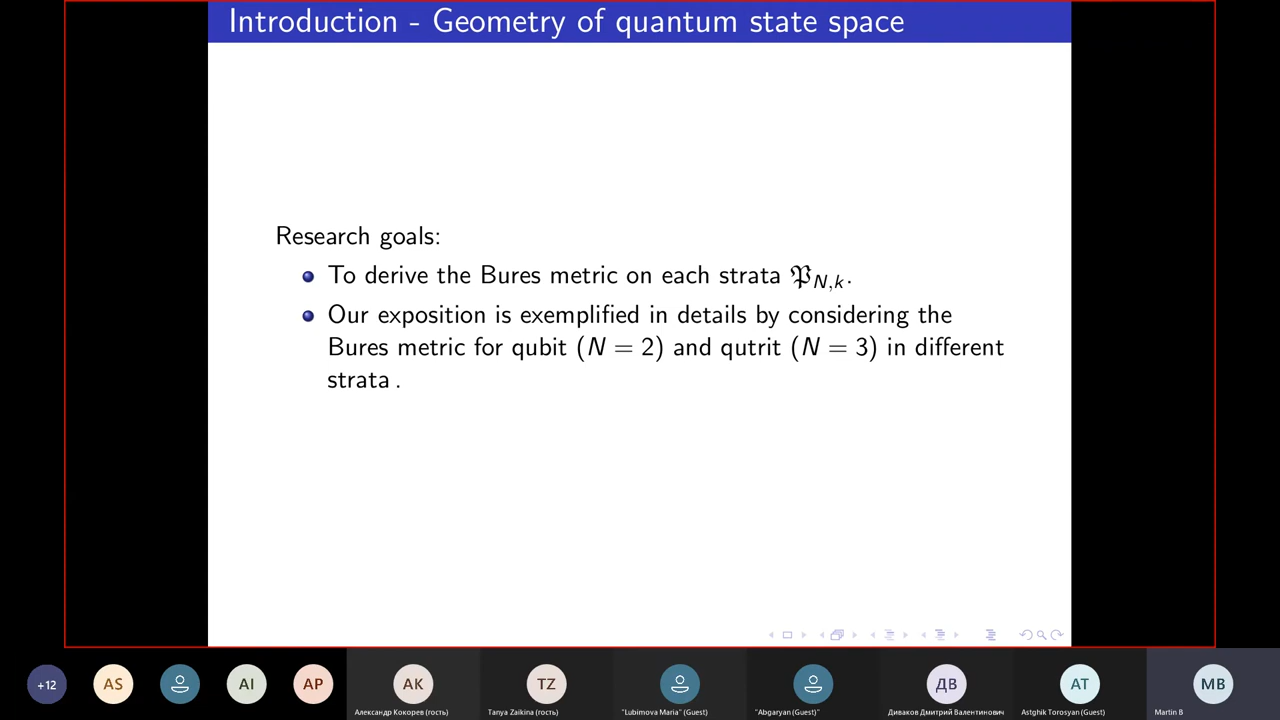 Introduction - Geometry of quantum state space
Research goals:
To derive the Bures metric on each strata 𝔓_{N,k}.
Our exposition is exemplified in details by considering the
Bures metric for qubit (N = 2) and qutrit (N = 3) in different
strata .
+12
AS
AI
AP
AK
TZ
ДВ
AT
MB
Александр Кокорев (гость)
Tanya Zaikina (гость)
"Lubimova Maria" (Guest)
"Abgaryan (Guest)"
Диваков Дмитрий Валентинович
Astghik Torosyan (Guest)
Martin B